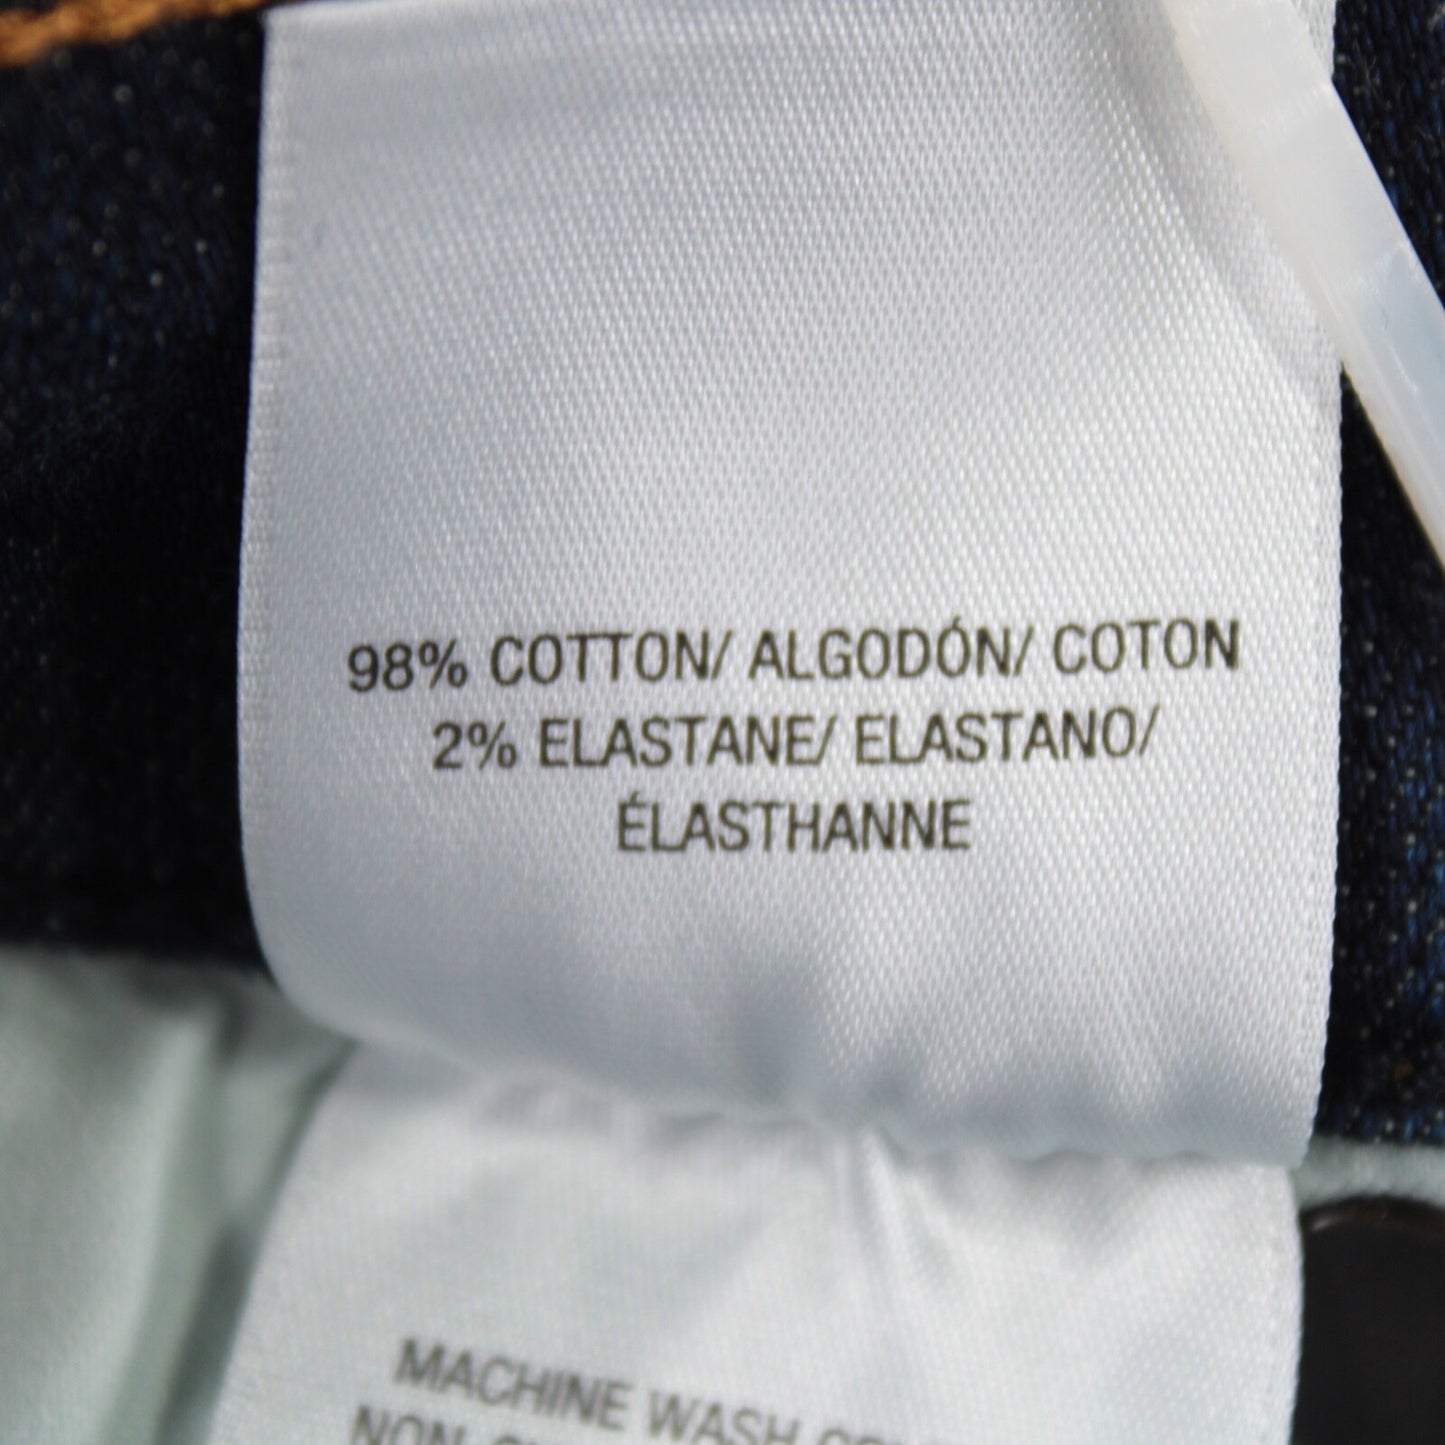 98% COTTON/ ALGODÓN/ COTON
2% ELASTANE/ ELASTANO/
ÉLASTHANNE
MACHINE WASH